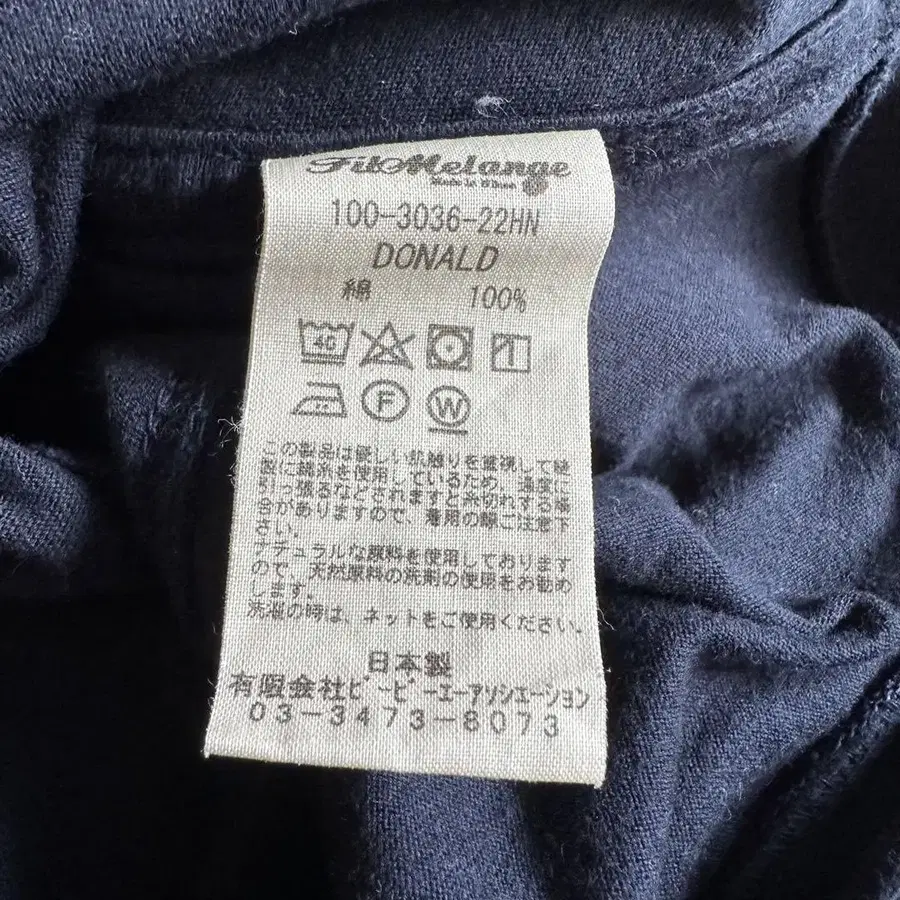 FilMelange
100-3036-22HN
DONALD
綿 100%
40
F
W
この製品は優しい肌触りを重視して繊
製に綿糸を使用しているため、過度に
引っ張るなどされますと糸切れする場
合がありますので、着用の際ご注意下
さい。
ナチュラルな原料を使用しております
ので、天然原料の洗剤の使用をお勧め
します。
洗濯の時は、ネットをご使用ください。
日本製
有限会社ビーピーエーアソシエーション
03-3473-8073